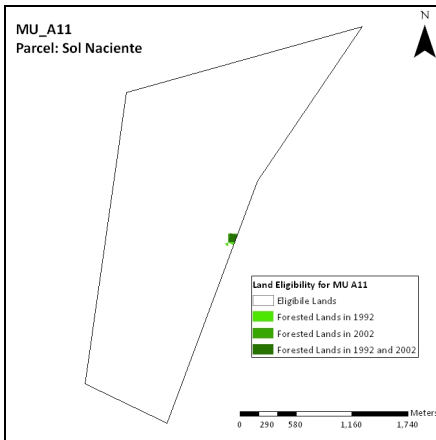 MU_A11
Parcel: Sol Naciente
N
Land Eligibility for MU A11
Eligibile Lands
Forested Lands in 1992
Forested Lands in 2002
Forested Lands in 1992 and 2002
Meters
0 290 580 1,160 1,740